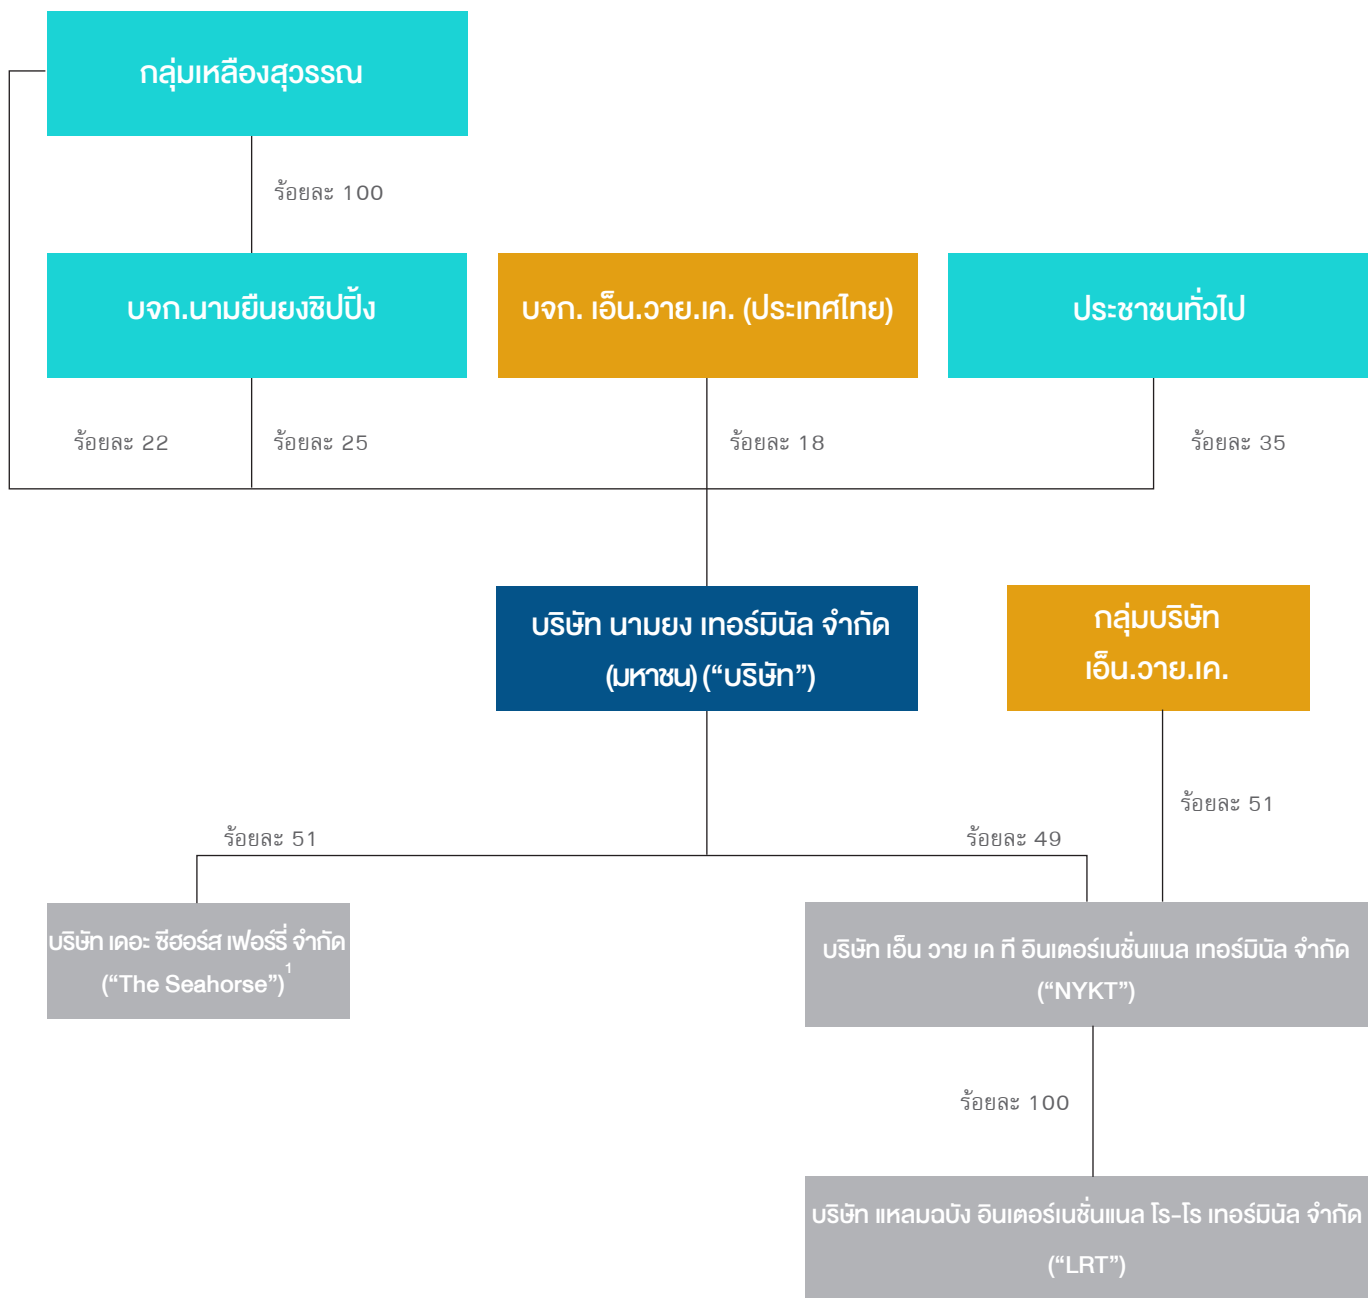 กลุ่มเหลืองสุวรรณ
ร้อยละ 100
บจก.นามยืนยงชิปปิ้ง
บจก. เอ็น.วาย.เค. (ประเทศไทย)
ประชาชนทั่วไป
ร้อยละ 22
ร้อยละ 25
ร้อยละ 18
ร้อยละ 35
บริษัท นามยง เทอร์มินัล จำกัด
(มหาชน) (“บริษัท”)
กลุ่มบริษัท
เอ็น.วาย.เค.
ร้อยละ 51
ร้อยละ 51
ร้อยละ 49
บริษัท เดอะ ซีฮอร์ส เฟอร์รี่ จำกัด
(“The Seahorse”)¹
บริษัท เอ็น วาย เค ที อินเตอร์เนชั่นแนล เทอร์มินัล จำกัด
(“NYKT”)
ร้อยละ 100
บริษัท แหลมฉบัง อินเตอร์เนชั่นแนล โร-โร เทอร์มินัล จำกัด
(“LRT”)